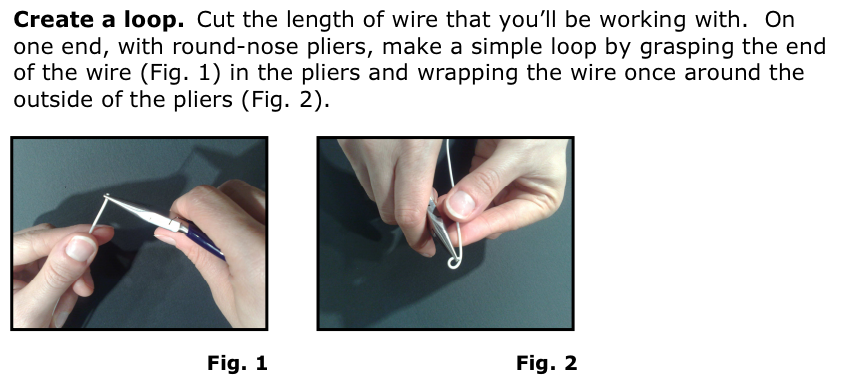 Create a loop. Cut the length of wire that you’ll be working with. On
one end, with round-nose pliers, make a simple loop by grasping the end
of the wire (Fig. 1) in the pliers and wrapping the wire once around the
outside of the pliers (Fig. 2).
Fig. 1
Fig. 2